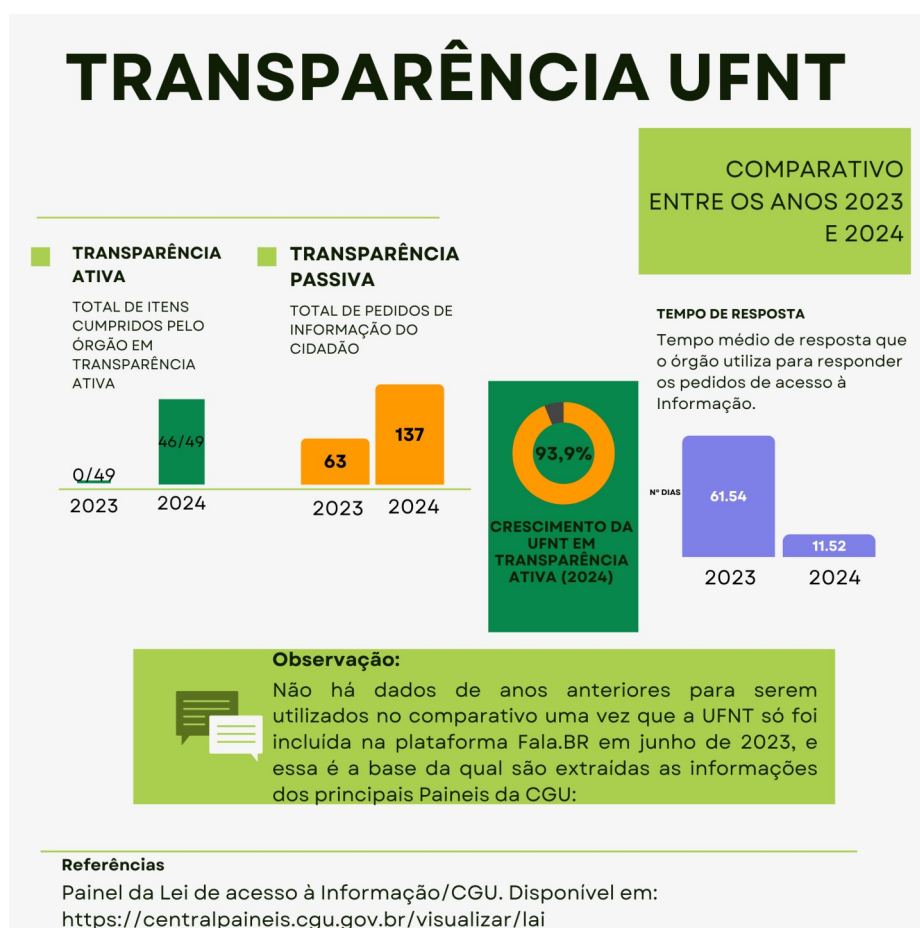 TRANSPARÊNCIA UFNT
COMPARATIVO
ENTRE OS ANOS 2023
E 2024
TRANSPARÊNCIA
ATIVA
TOTAL DE ITENS
CUMPRIDOS PELO
ÓRGÃO EM
TRANSPARÊNCIA
ATIVA
0/49
46/49
2023
2024
TRANSPARÊNCIA
PASSIVA
TOTAL DE PEDIDOS DE
INFORMAÇÃO DO
CIDADÃO
63
137
2023
2024
93,9%
CRESCIMENTO DA
UFNT EM
TRANSPARÊNCIA
ATIVA (2024)
TEMPO DE RESPOSTA
Tempo médio de resposta que
o órgão utiliza para responder
os pedidos de acesso à
Informação.
Nº DIAS
61.54
11.52
2023
2024
Observação:
Não há dados de anos anteriores para serem
utilizados no comparativo uma vez que a UFNT só foi
incluída na plataforma Fala.BR em junho de 2023, e
essa é a base da qual são extraídas as informações
dos principais Paineis da CGU:
Referências
Painel da Lei de acesso à Informação/CGU. Disponível em:
https://centralpaineis.cgu.gov.br/visualizar/lai